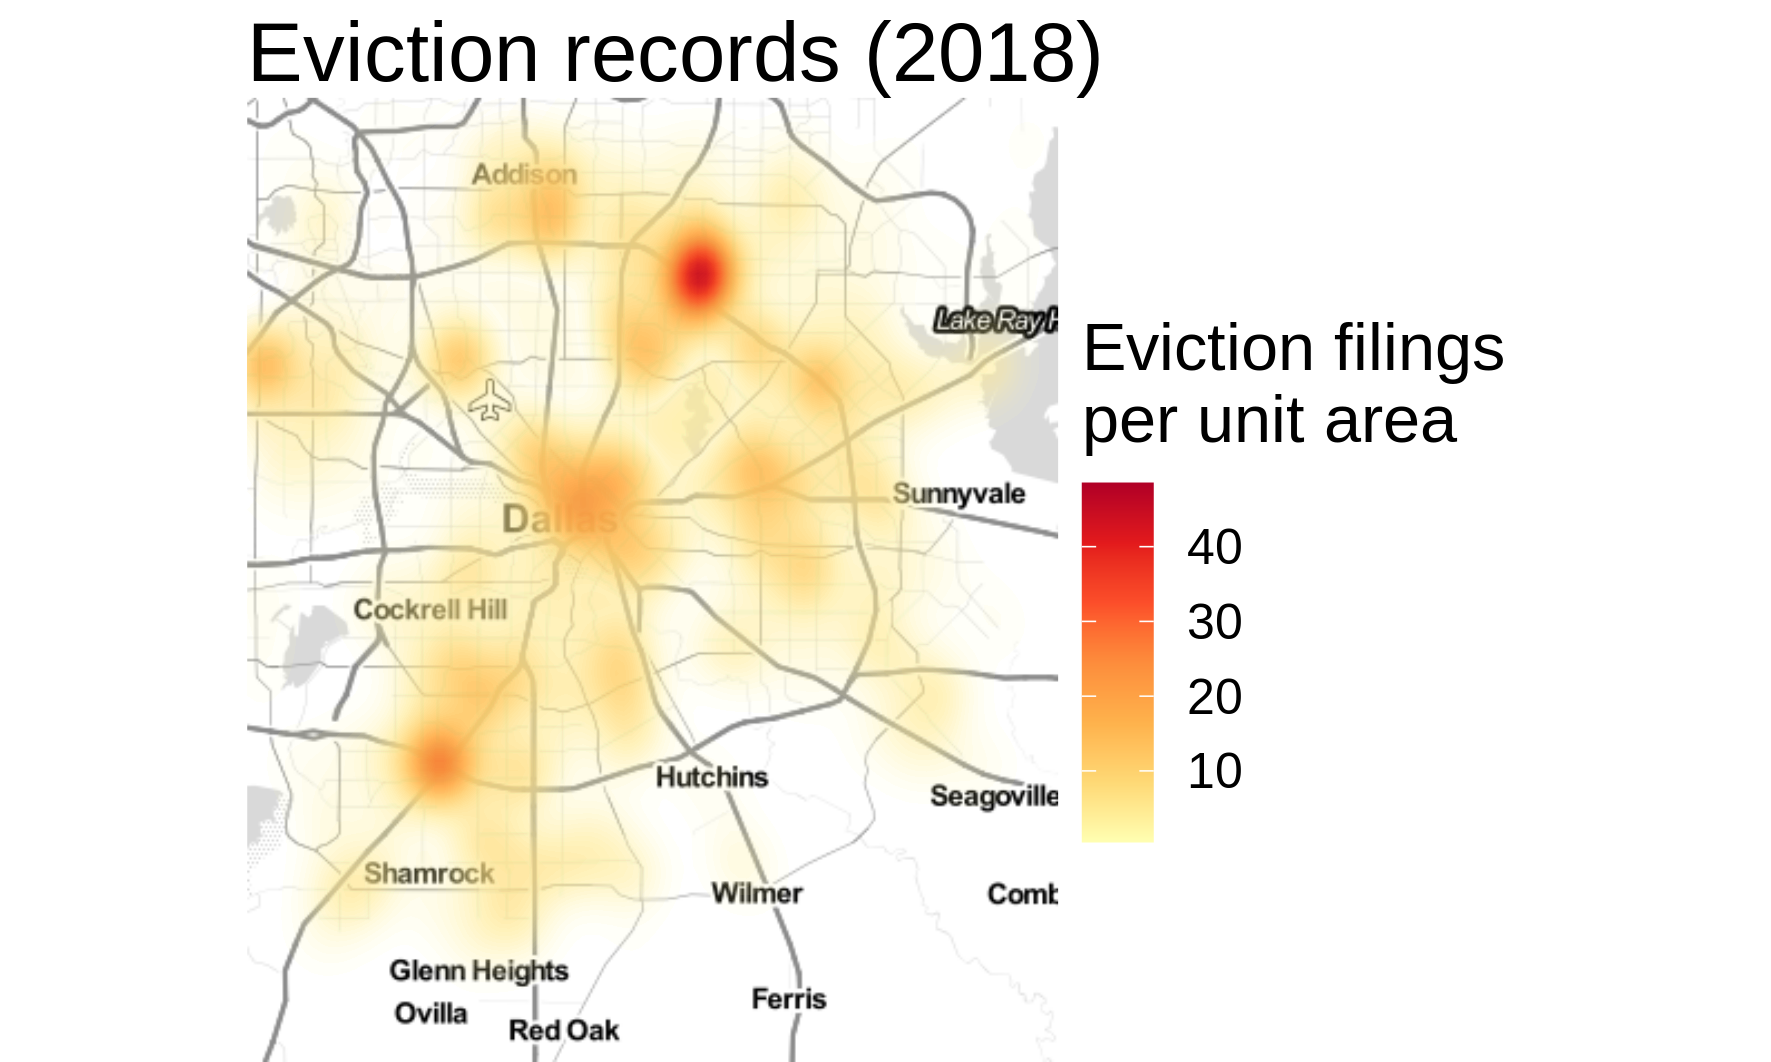 Eviction records (2018)
Addison
Lake Ray H
Eviction filings
per unit area
Sunnyvale
Dallas
40
Cockrell Hill
30
20
Hutchins
10
Seagoville
Shamrock
Wilmer
Comb
Glenn Heights
Ferris
Ovilla
Red Oak